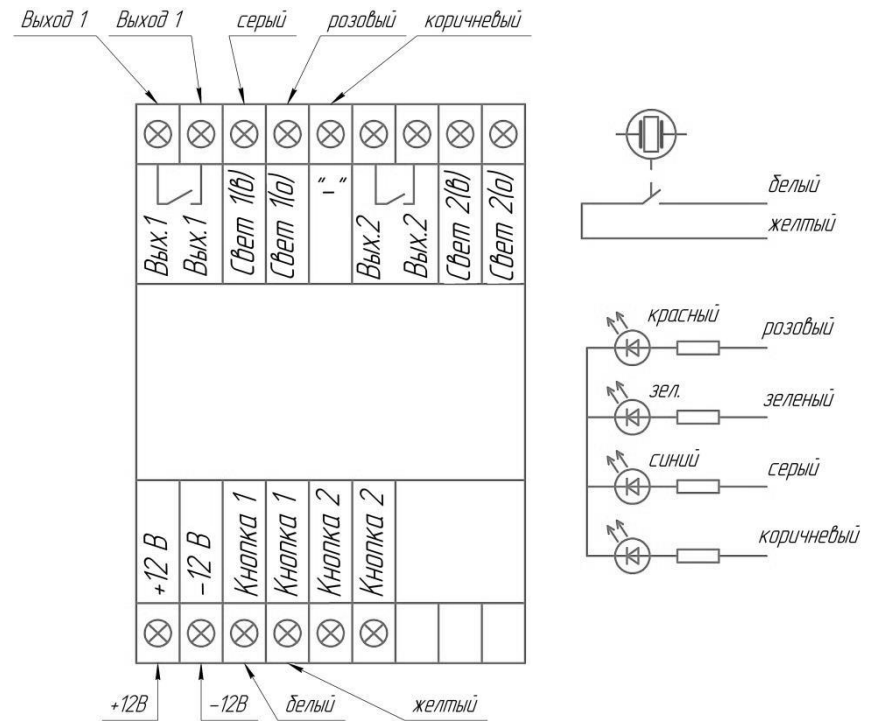 Выход 1
Выход 1
серый
розовый
коричневый
Вых.1
Вых.1
Свет 1(в)
Свет 1(о)
"–"
Вых.2
Вых.2
Свет 2(в)
Свет 2(о)
+12 В
–12 В
Кнопка 1
Кнопка 1
Кнопка 2
Кнопка 2
+12В
–12В
белый
желтый
белый
желтый
красный
розовый
зел.
зеленый
синий
серый
коричневый